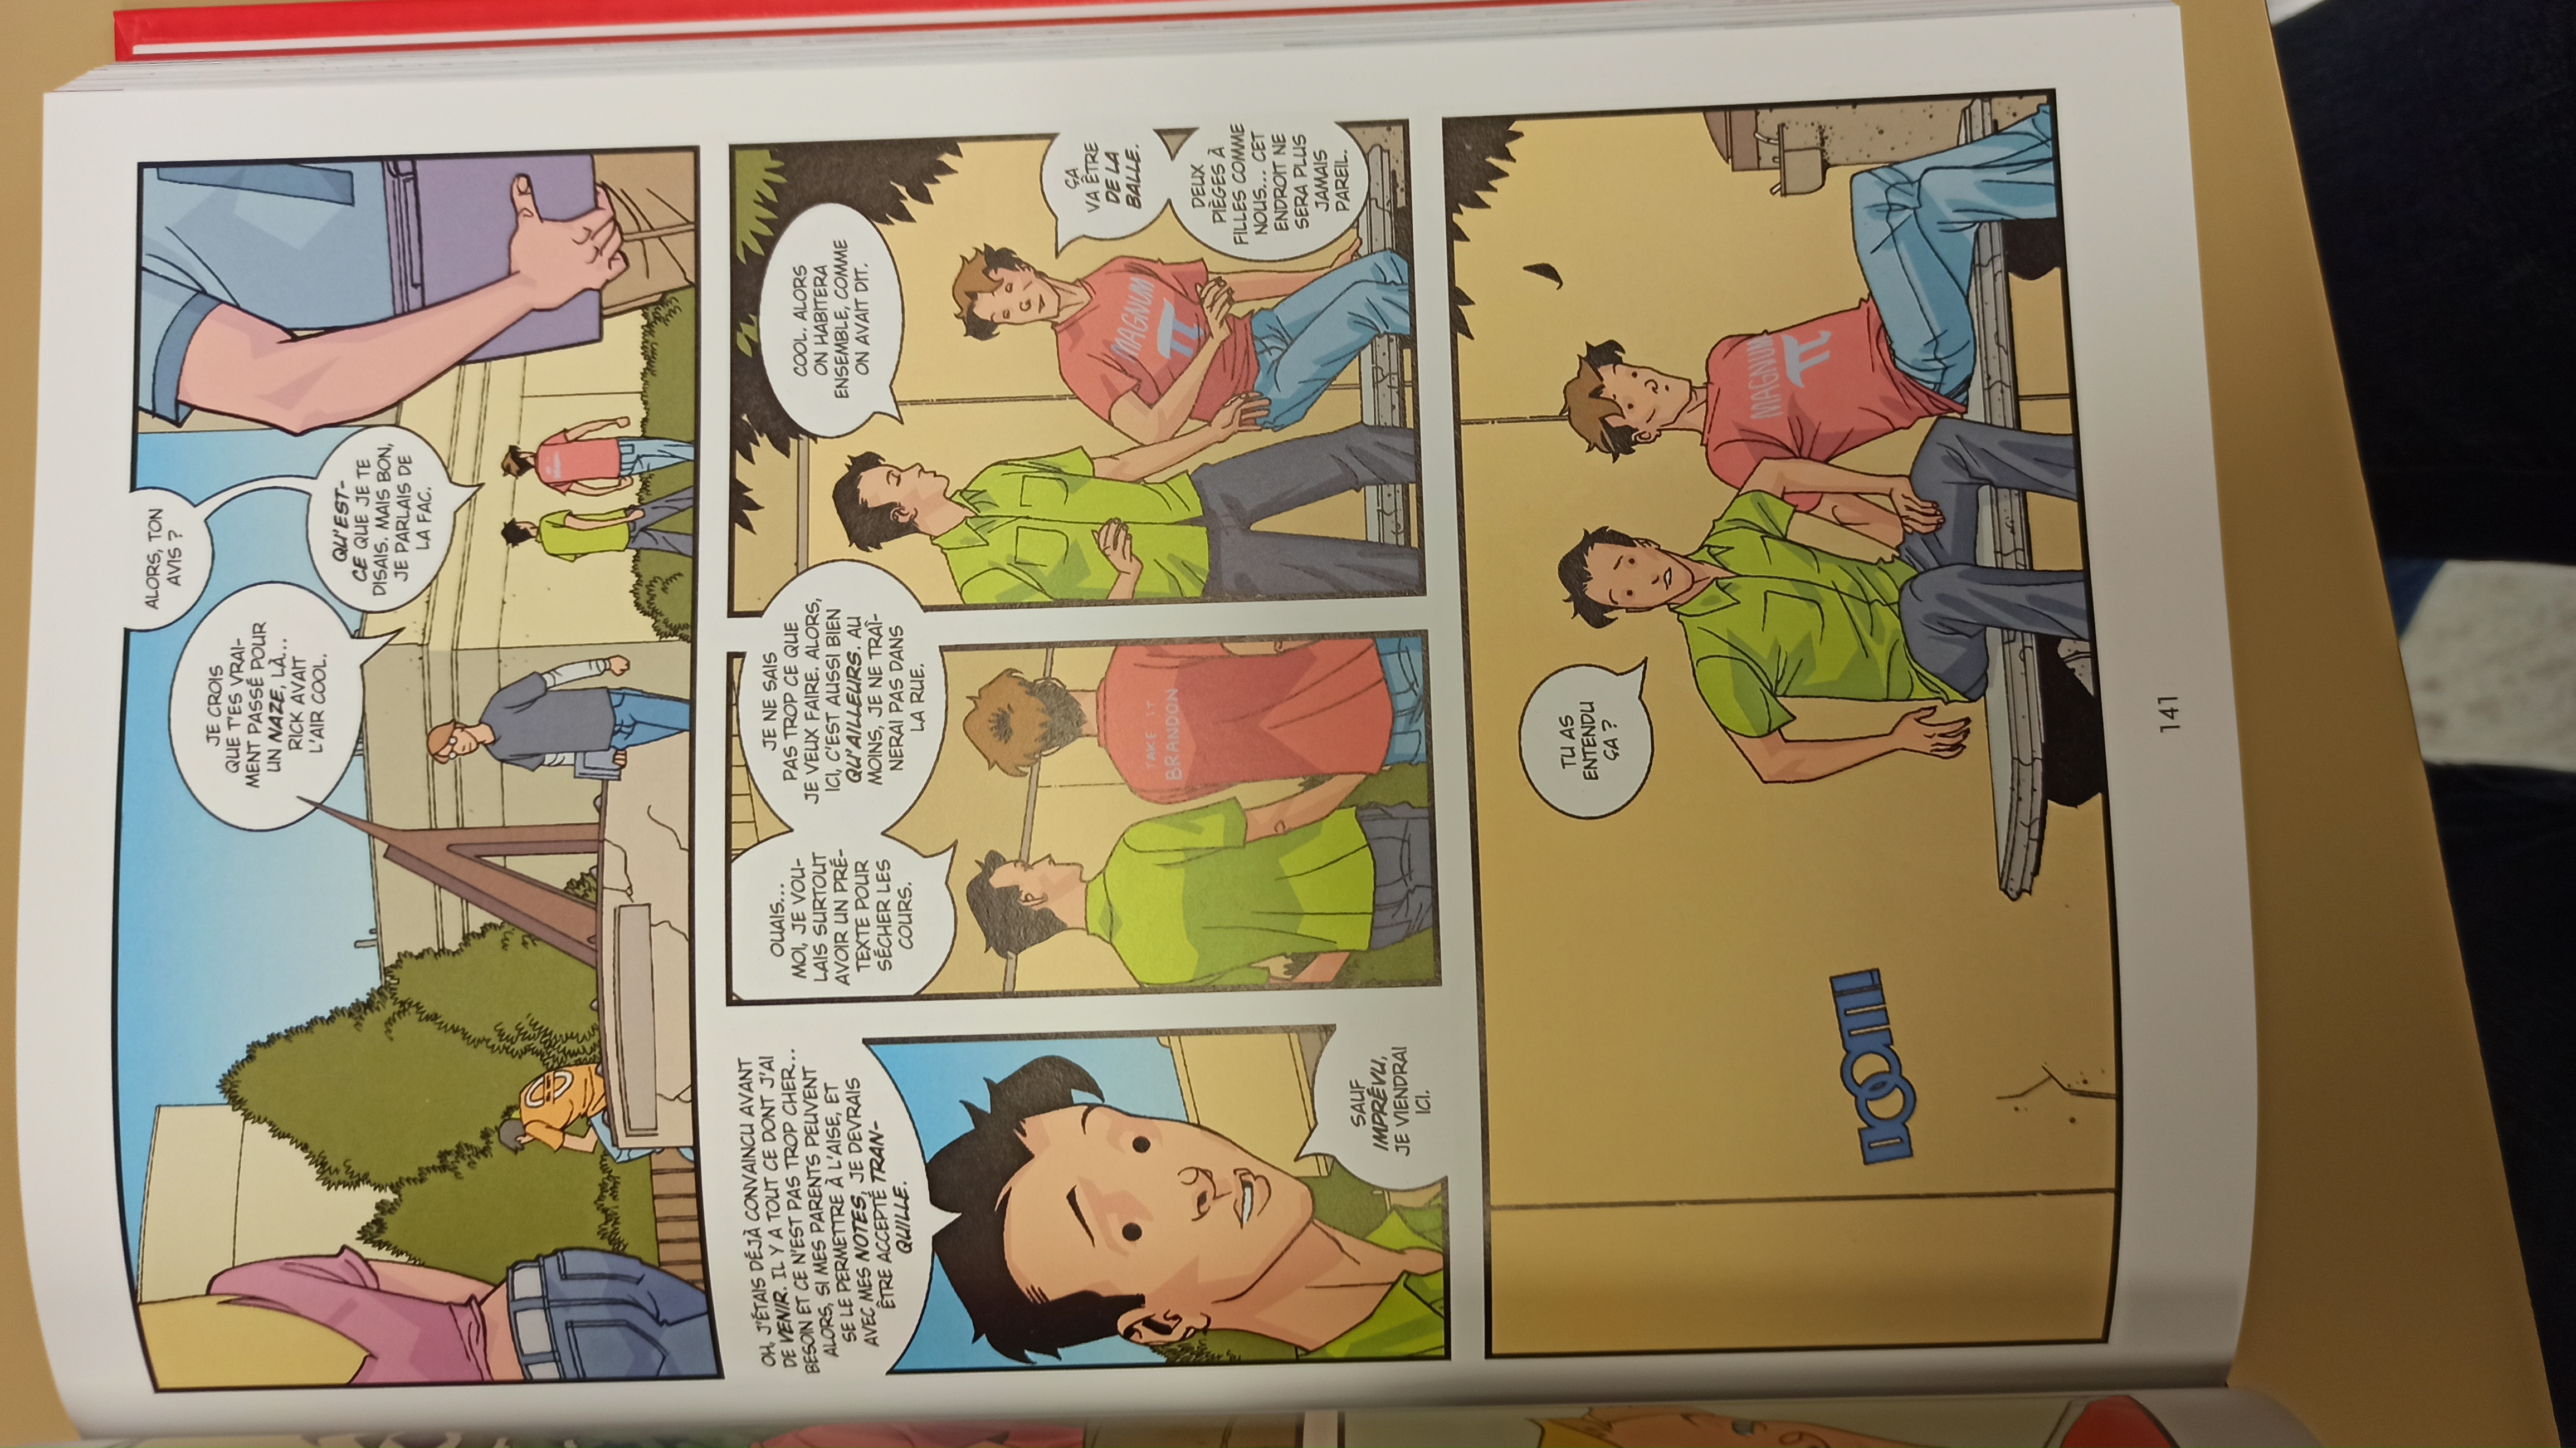 ALORS, TON
AVIS ?
JE CROIS
QUE T'ES VRAI-
MENT PASSÉ POUR
UN NAZE, LÀ...
RICK AVAIT
L'AIR COOL.
QU'EST-
CE QUE JE TE
DISAIS. MAIS BON,
JE PARLAIS DE
LA FAC.
OH, J'ÉTAIS DÉJÀ CONVAINCU AVANT
DE VENIR. IL Y A TOUT CE DONT J'AI
BESOIN ET CE N'EST PAS TROP CHER...
ALORS, SI MES PARENTS PEUVENT
SE LE PERMETTRE À L'AISE, ET
AVEC MES NOTES, JE DEVRAIS
ÊTRE ACCEPTÉ TRAN-
QUILLE.
SAUF
IMPRÉVU,
JE VIENDRAI
ICI.
OUAIS...
MOI, JE VOU-
LAIS SURTOUT
AVOIR UN PRÉ-
TEXTE POUR
SÉCHER LES
COURS.
JE NE SAIS
PAS TROP CE QUE
JE VEUX FAIRE. ALORS,
ICI, C'EST AUSSI BIEN
QU'AILLEURS. AU
MOINS, JE NE TRAÎ-
NERAI PAS DANS
LA RUE.
TAKE IT
BRANDON
COOL. ALORS
ON HABITERA
ENSEMBLE, COMME
ON AVAIT DIT.
MAGNUM
π
ÇA
VA ÊTRE
DE LA
BALLE.
DEUX
PIÈGES À
FILLES COMME
NOUS... CET
ENDROIT NE
SERA PLUS
JAMAIS
PAREIL.
TU AS
ENTENDU
ÇA ?
MAGNUM
π
DOOM!
141